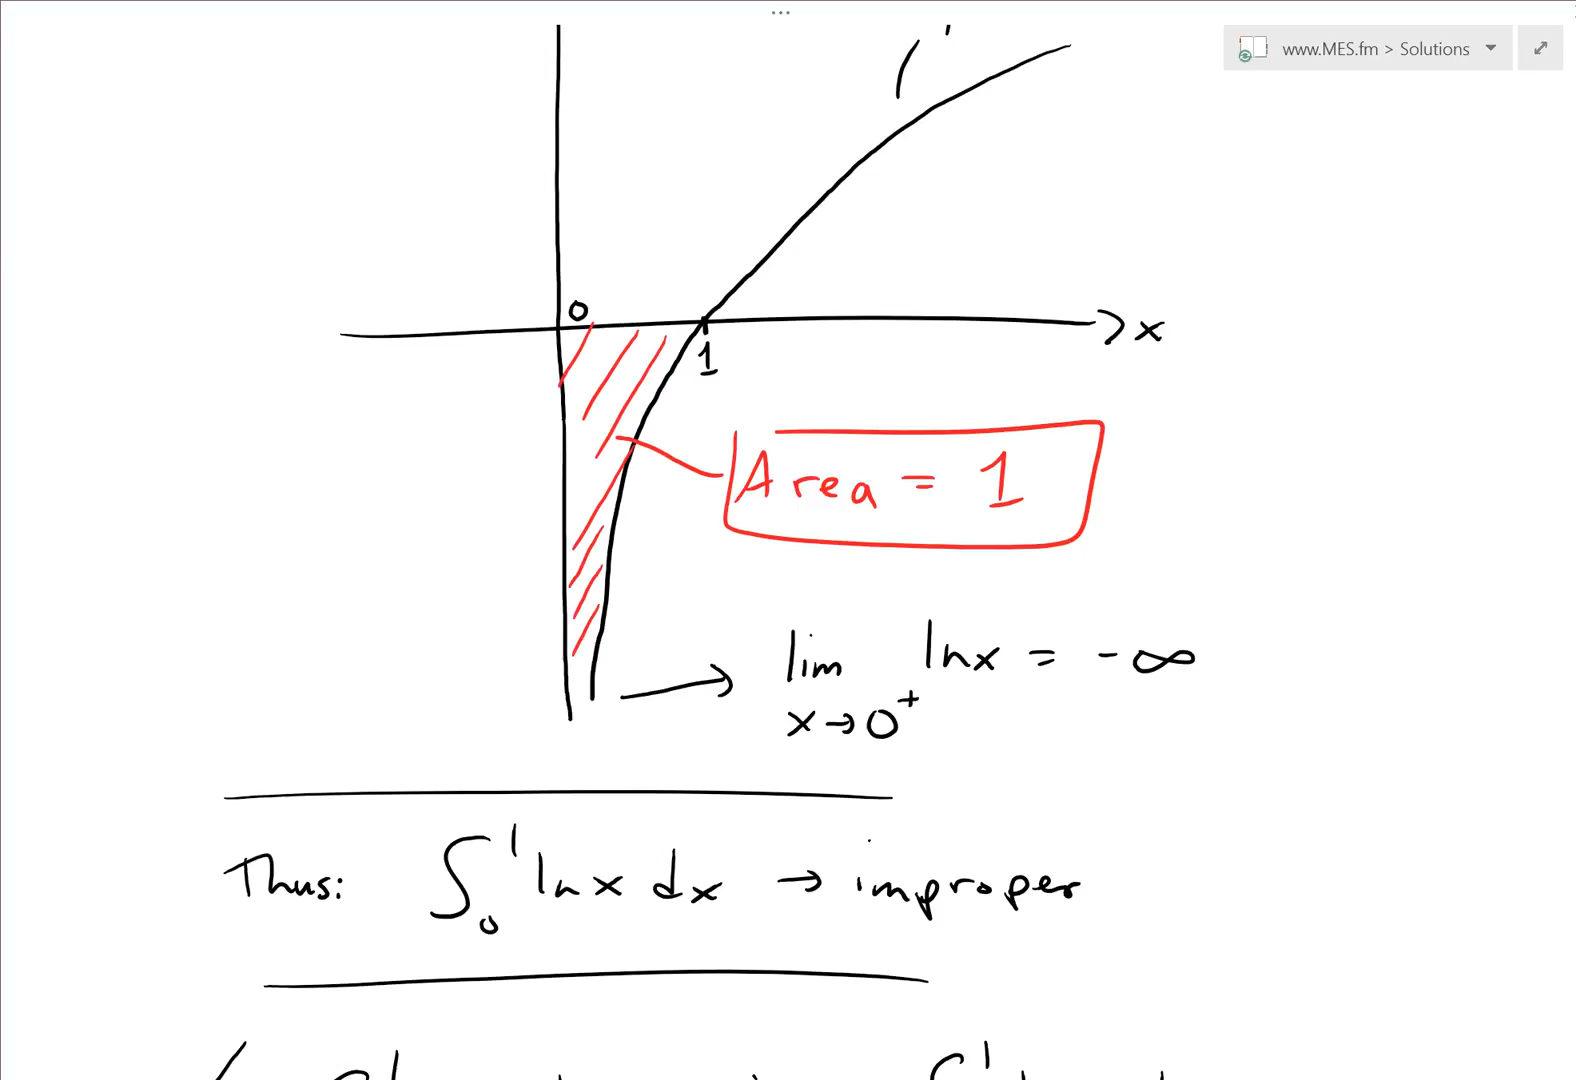 www.MES.fm > Solutions
0
x
1
Area = 1
lim ln x = -∞
x→0⁺
Thus: ∫₀¹ ln x dx → improper